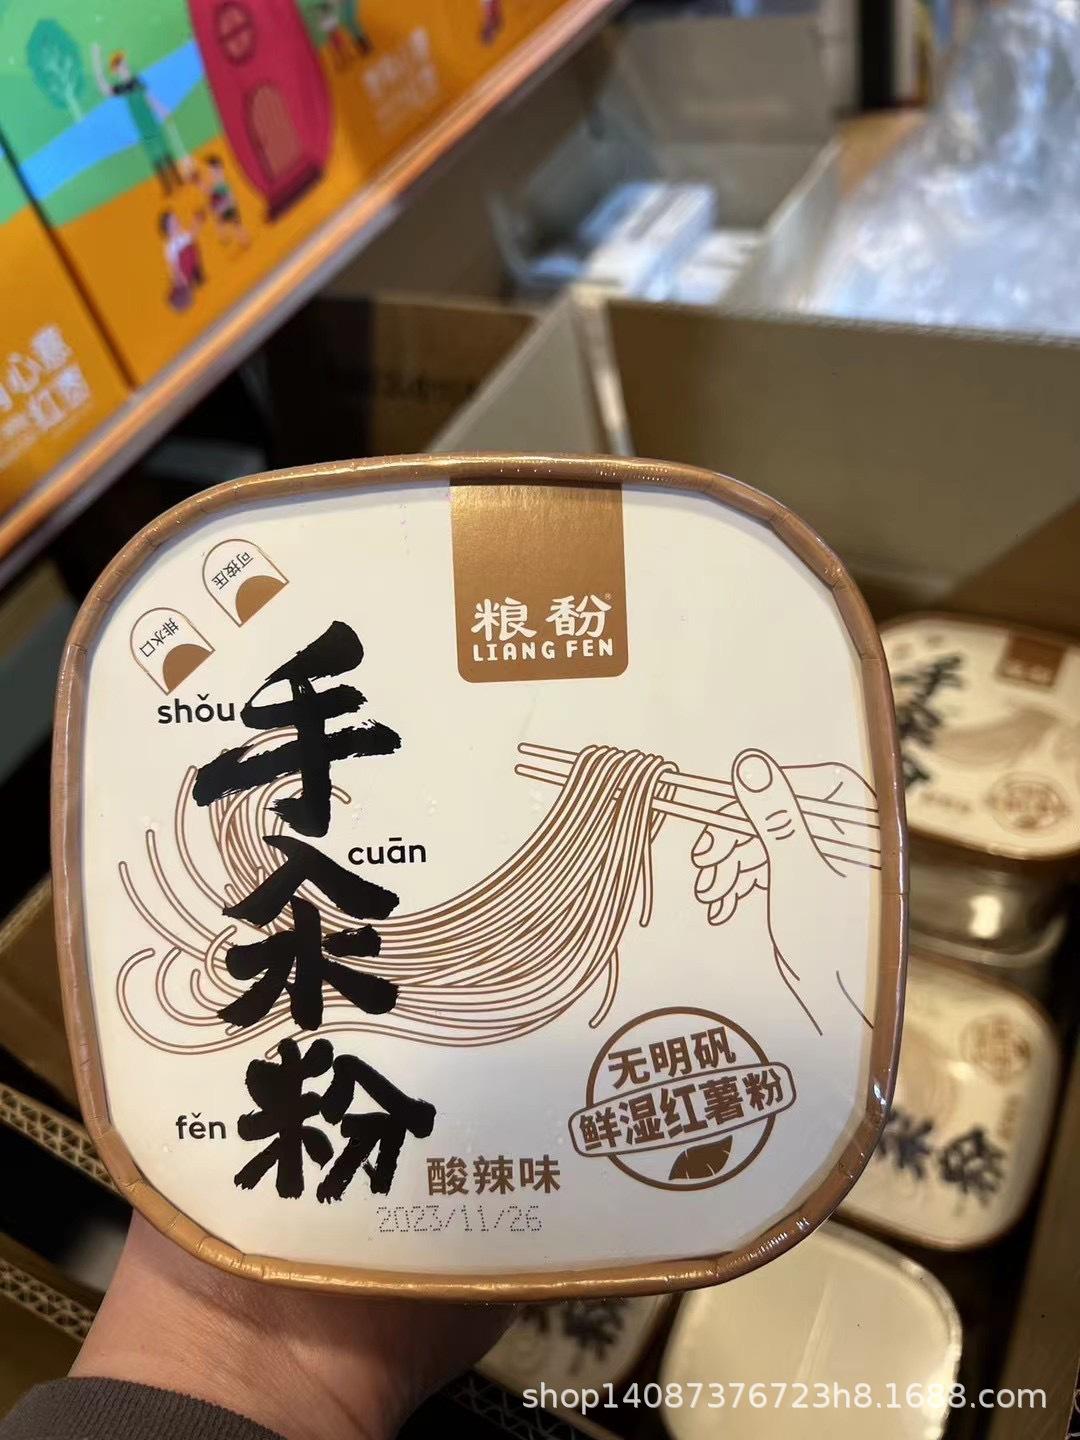 粮馚®
LIANG FEN
可按压
排水口
shǒu
手
cuān
汆
fěn
粉
无明矾
鲜湿红薯粉
酸辣味
2023/11/26
shop14087376723h8.1688.com